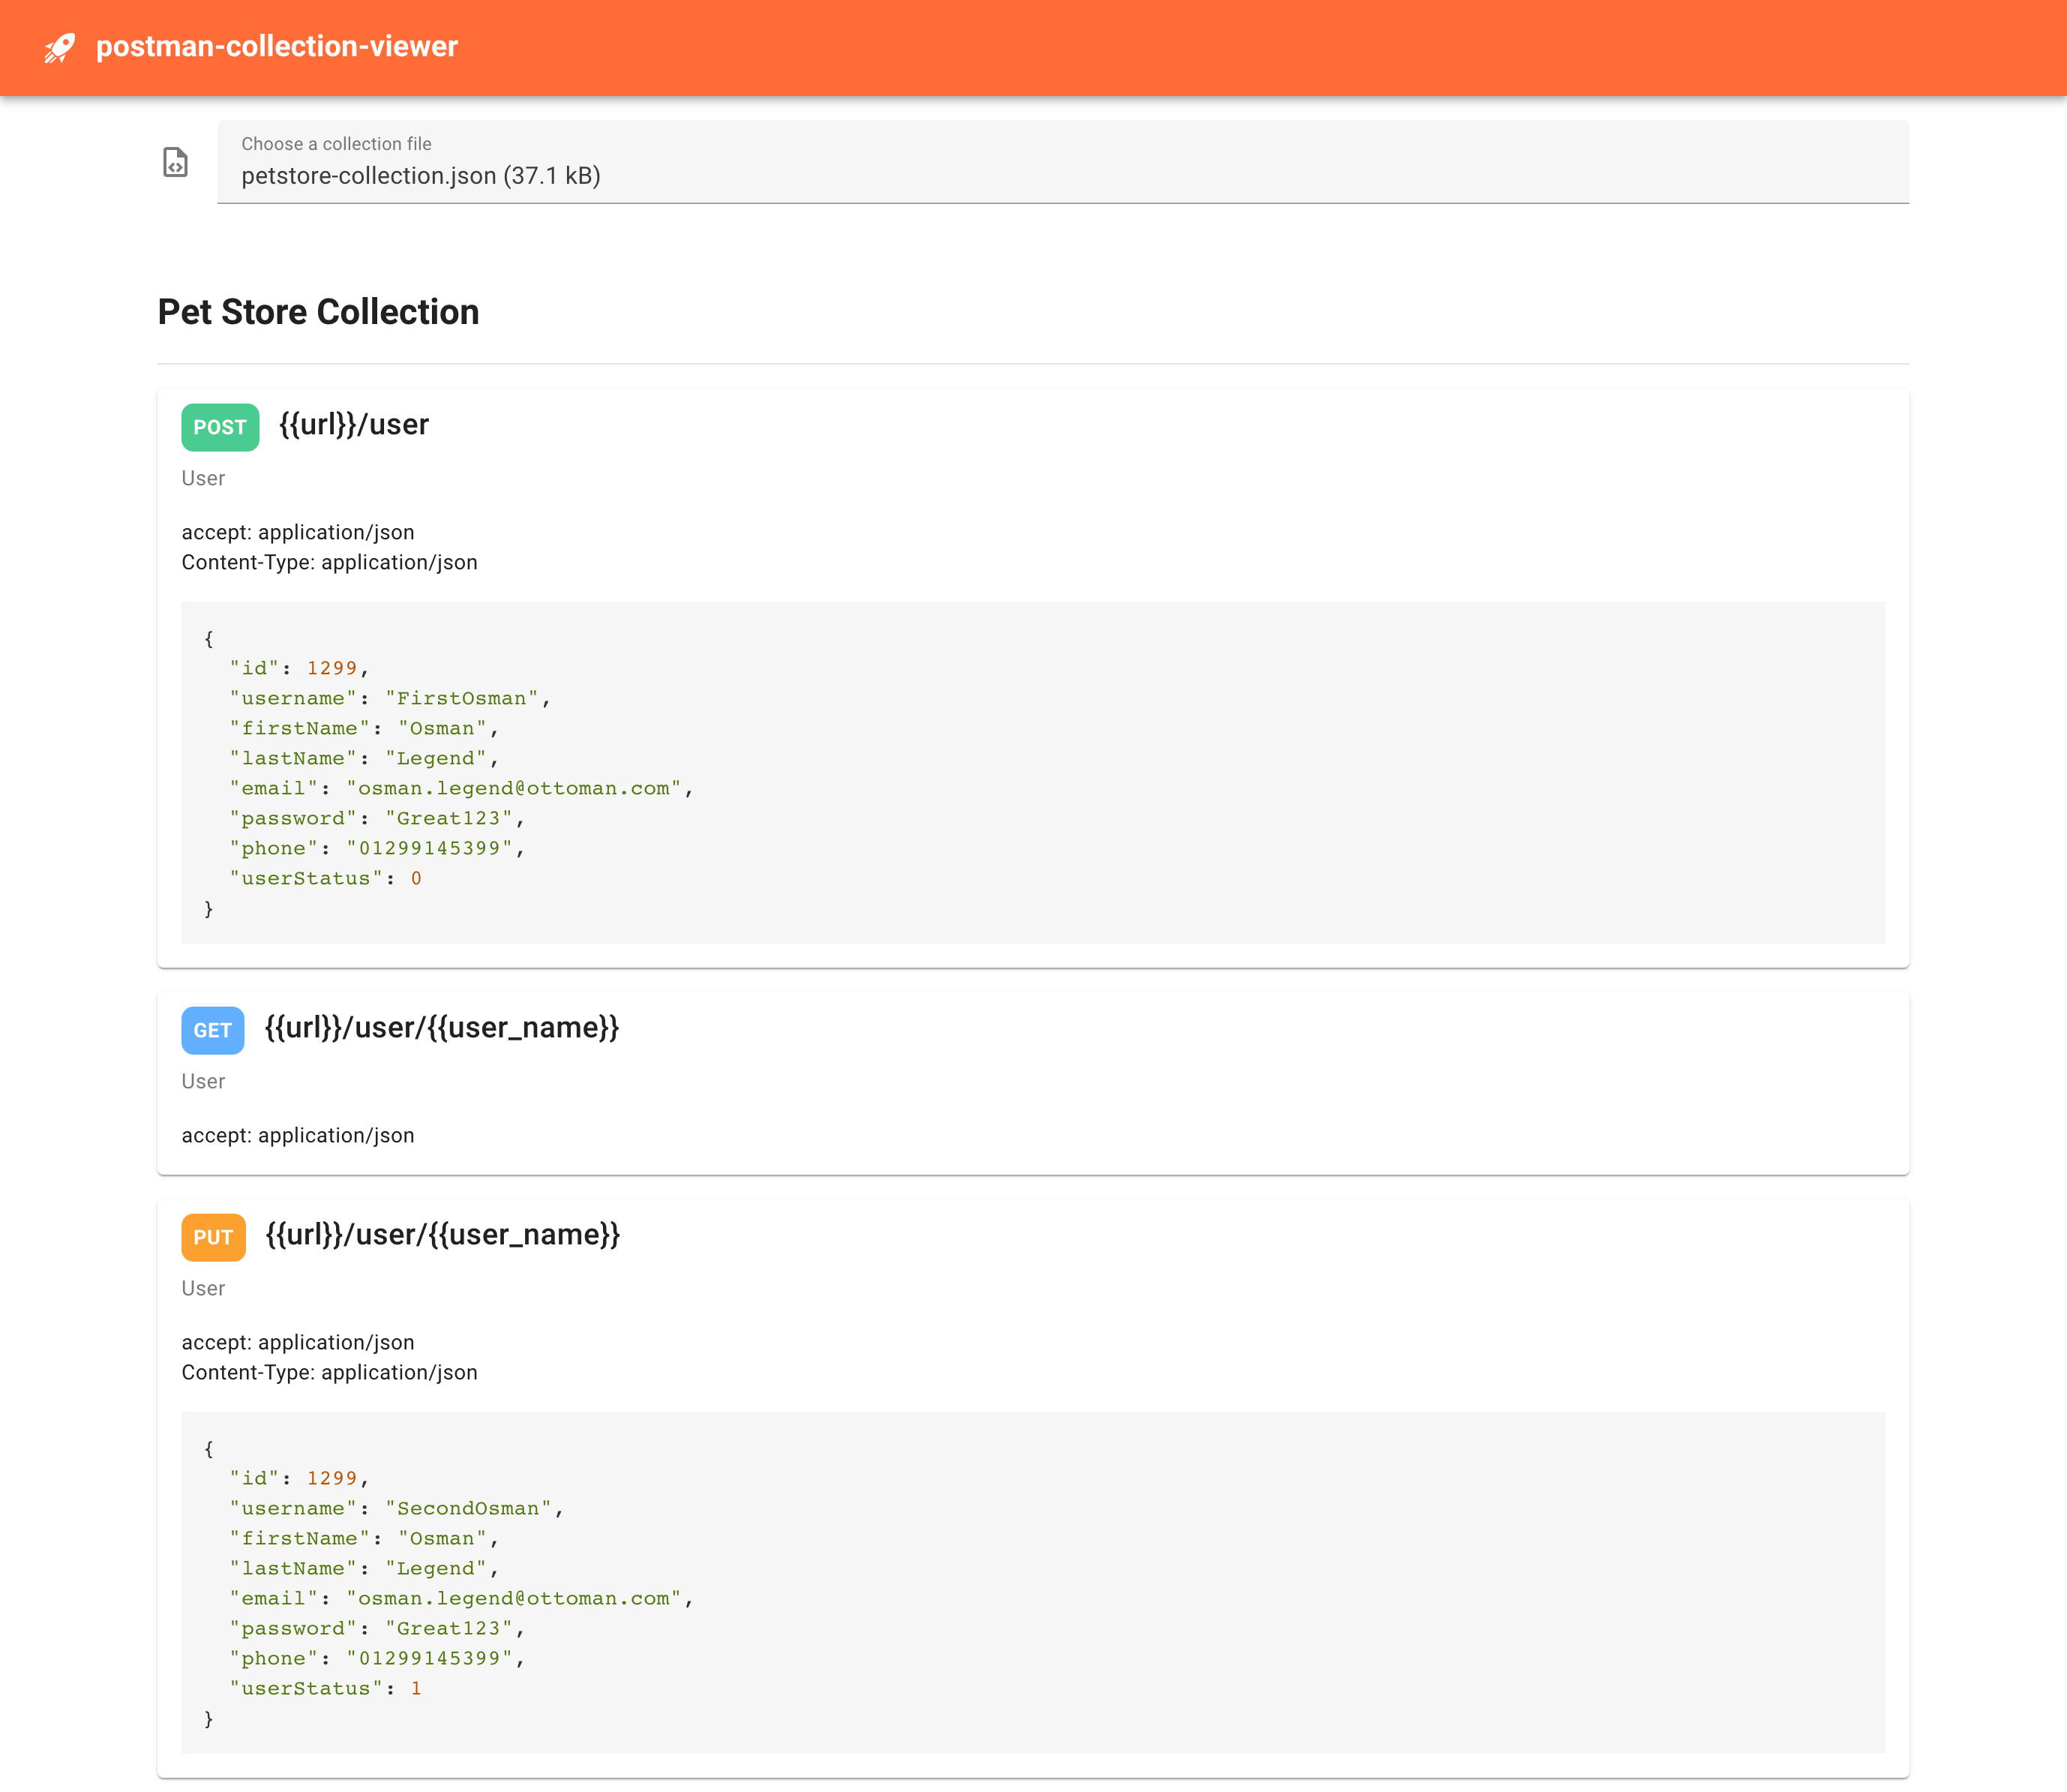 postman-collection-viewer
Choose a collection file
petstore-collection.json (37.1 kB)
Pet Store Collection
POST {{url}}/user
User
accept: application/json
Content-Type: application/json
{
  "id": 1299,
  "username": "FirstOsman",
  "firstName": "Osman",
  "lastName": "Legend",
  "email": "osman.legend@ottoman.com",
  "password": "Great123",
  "phone": "01299145399",
  "userStatus": 0
}
GET {{url}}/user/{{user_name}}
User
accept: application/json
PUT {{url}}/user/{{user_name}}
User
accept: application/json
Content-Type: application/json
{
  "id": 1299,
  "username": "SecondOsman",
  "firstName": "Osman",
  "lastName": "Legend",
  "email": "osman.legend@ottoman.com",
  "password": "Great123",
  "phone": "01299145399",
  "userStatus": 1
}